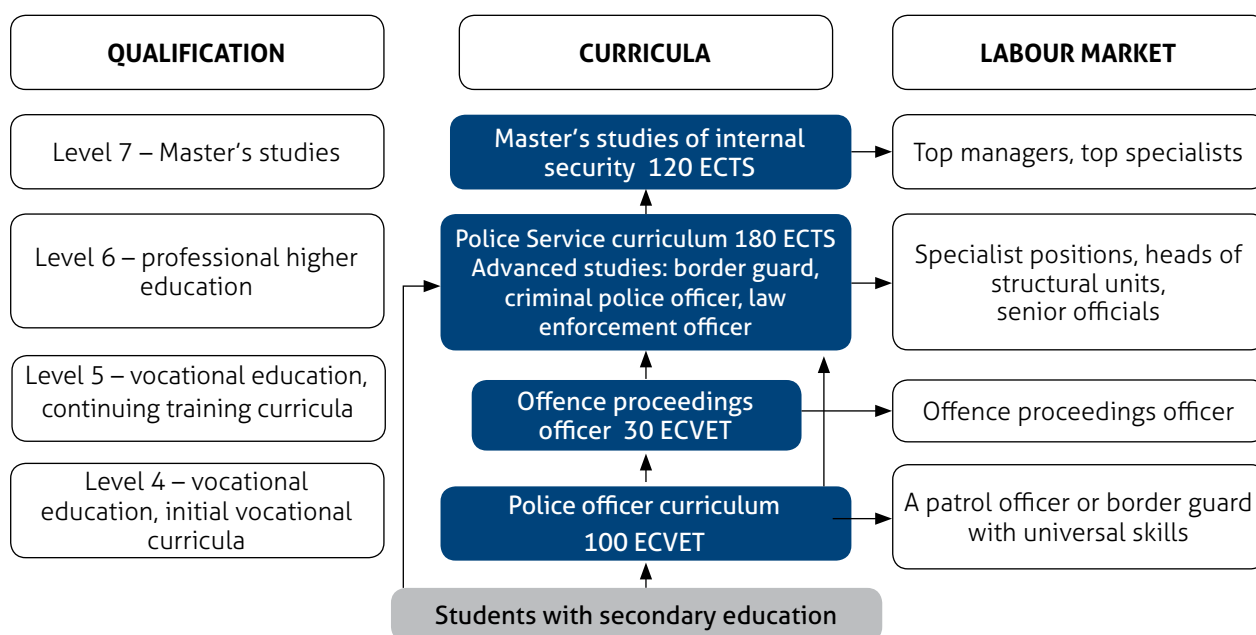 QUALIFICATION
CURRICULA
LABOUR MARKET
Level 7 – Master's studies
Master's studies of internal
security 120 ECTS
Top managers, top specialists
Level 6 – professional higher
education
Police Service curriculum 180 ECTS
Advanced studies: border guard,
criminal police officer, law
enforcement officer
Specialist positions, heads of
structural units,
senior officials
Level 5 – vocational education,
continuing training curricula
Offence proceedings
officer 30 ECVET
Offence proceedings officer
Level 4 – vocational
education, initial vocational
curricula
Police officer curriculum
100 ECVET
A patrol officer or border guard
with universal skills
Students with secondary education